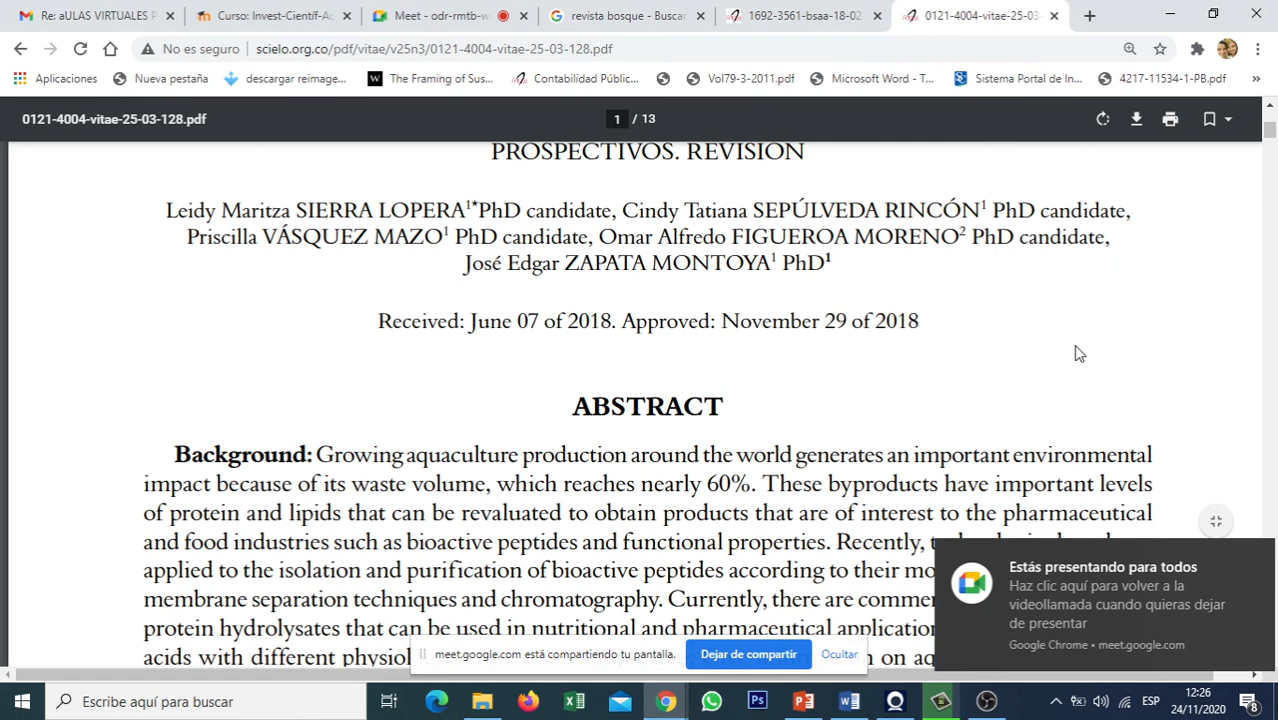 Re: aULAS VIRTUALES P
Curso: Invest-Científ-Ac
Meet - odr-rmtb-w
revista bosque - Buscar
1692-3561-bsaa-18-02-
0121-4004-vitae-25-03-
No es seguro
scielo.org.co/pdf/vitae/v25n3/0121-4004-vitae-25-03-128.pdf
Aplicaciones
Nueva pestaña
descargar reimage...
The Framing of Sus...
Contabilidad Públic...
Vol79-3-2011.pdf
Microsoft Word - T...
Sistema Portal de In...
4217-11534-1-PB.pdf
»
0121-4004-vitae-25-03-128.pdf
1 / 13
PROSPECTIVOS. REVISIÓN
Leidy Maritza SIERRA LOPERA¹*PhD candidate, Cindy Tatiana SEPÚLVEDA RINCÓN¹ PhD candidate,
Priscilla VÁSQUEZ MAZO¹ PhD candidate, Omar Alfredo FIGUEROA MORENO² PhD candidate,
José Edgar ZAPATA MONTOYA¹ PhD¹
Received: June 07 of 2018. Approved: November 29 of 2018
ABSTRACT
Background: Growing aquaculture production around the world generates an important environmental
impact because of its waste volume, which reaches nearly 60%. These byproducts have important levels
of protein and lipids that can be revaluated to obtain products that are of interest to the pharmaceutical
and food industries such as bioactive peptides and functional properties. Recently,
applied to the isolation and purification of bioactive peptides according to their mo
membrane separation techniques and chromatography. Currently, there are comme
protein hydrolysates that can be used in nutritional and pharmaceutical application
acids with different physiol
n on aq
Estás presentando para todos
Haz clic aquí para volver a la
videollamada cuando quieras dejar
de presentar
Google Chrome • meet.google.com
meet.google.com está compartiendo tu pantalla.
Dejar de compartir
Ocultar
Escribe aquí para buscar
ESP
12:26
24/11/2020
8